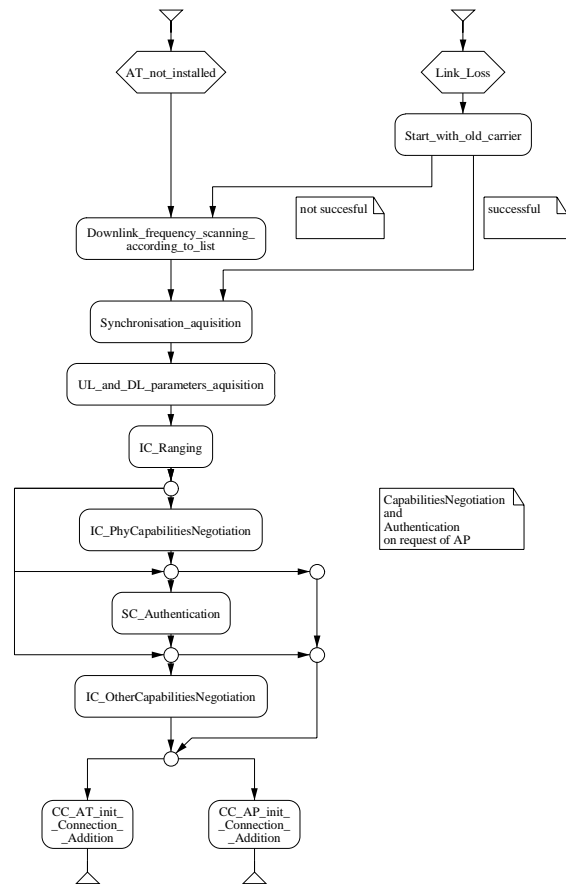 AT_not_installed
Link_Loss
Start_with_old_carrier
not succesful
successful
Downlink_frequency_scanning_
according_to_list
Synchronisation_aquisition
UL_and_DL_parameters_aquisition
IC_Ranging
CapabilitiesNegotiation
and
Authentication
on request of AP
IC_PhyCapabilitiesNegotiation
SC_Authentication
IC_OtherCapabilitiesNegotiation
CC_AT_init_
_Connection_
_Addition
CC_AP_init_
_Connection_
_Addition